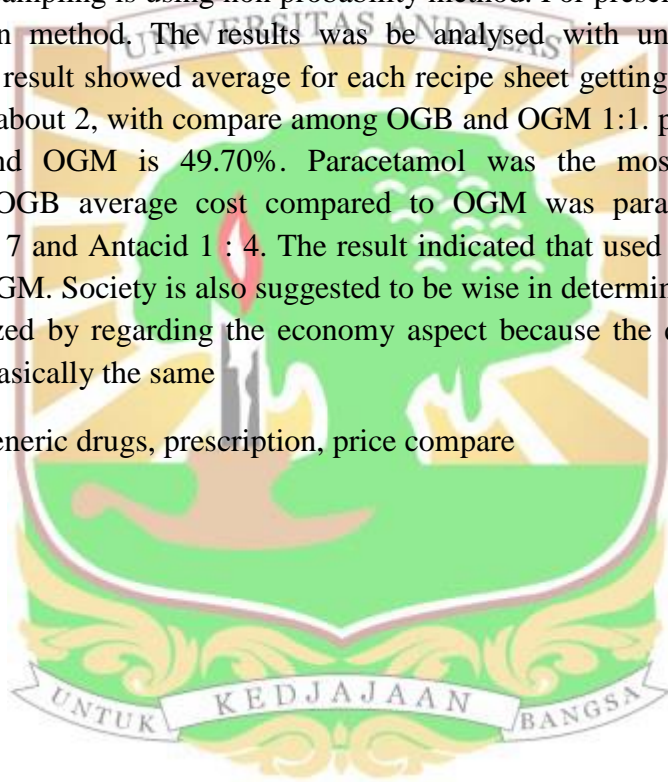 ampling is using non probability method. For presc
n method. The results was be analysed with un
UNIVERSITAS ANDALAS
result showed average for each recipe sheet getting
about 2, with compare among OGB and OGM 1:1. p
nd OGM is 49.70%. Paracetamol was the mos
OGB average cost compared to OGM was para
7 and Antacid 1 : 4. The result indicated that used
GM. Society is also suggested to be wise in determin
zed by regarding the economy aspect because the
asically the same
eneric drugs, prescription, price compare
UNTUK KEDJAJAAN BANGSA